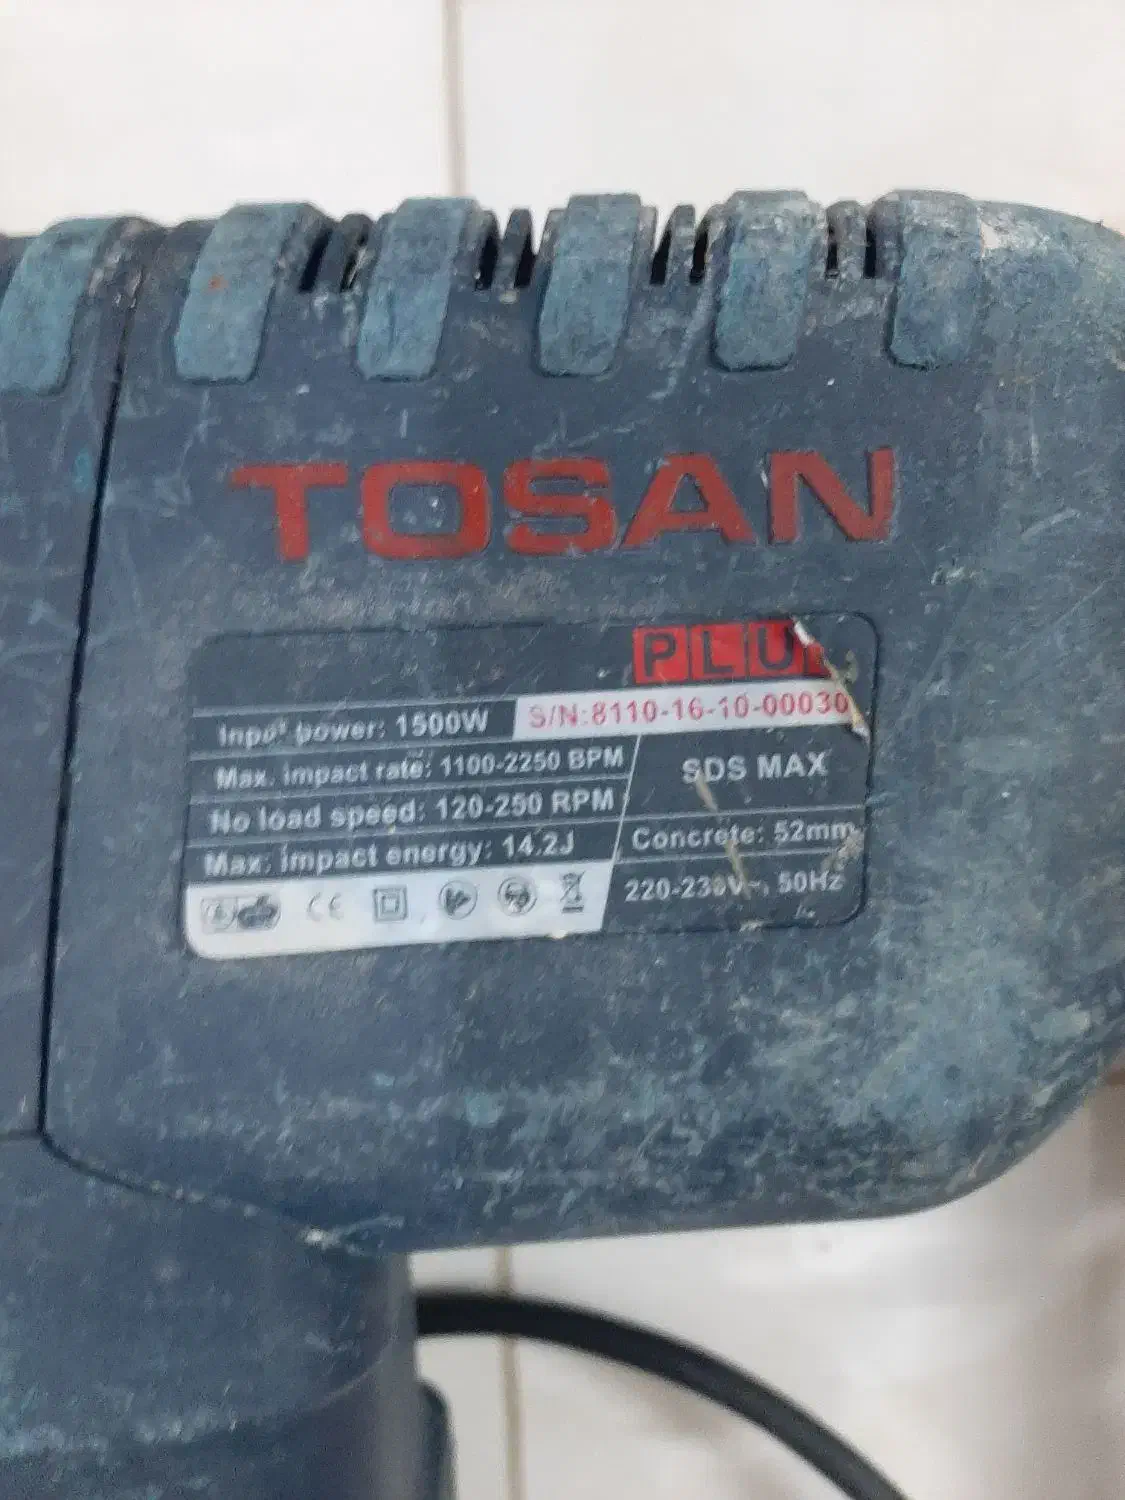 TOSAN
PLUS
Input power: 1500W
S/N:8110-16-10-00030
Max. impact rate: 1100-2250 BPM
SDS MAX
No load speed: 120-250 RPM
Max. impact energy: 14.2J
Concrete: 52mm
220-230V~, 50Hz
CE